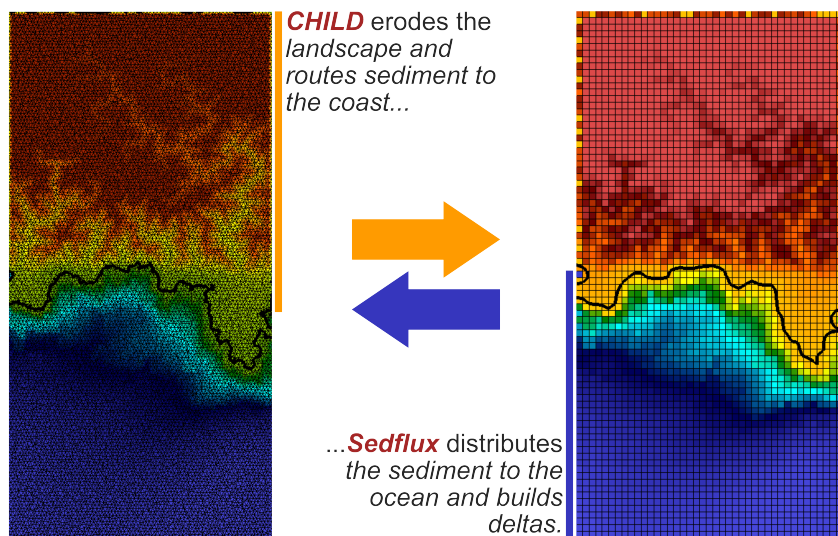 CHILD erodes the
landscape and
routes sediment to
the coast...
...Sedflux distributes
the sediment to the
ocean and builds
deltas.